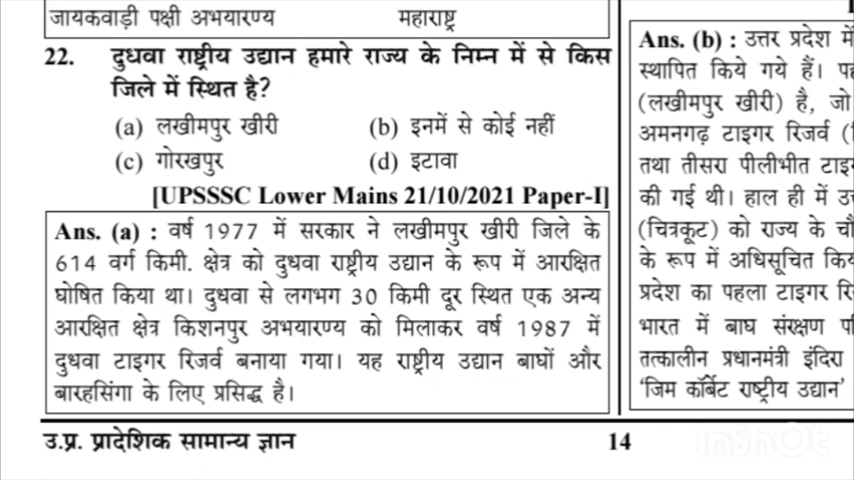 जायकवाड़ी पक्षी अभयारण्य महाराष्ट्र
22. दुधवा राष्ट्रीय उद्यान हमारे राज्य के निम्न में से किस
जिले में स्थित है?
(a) लखीमपुर खीरी (b) इनमें से कोई नहीं
(c) गोरखपुर (d) इटावा
[UPSSSC Lower Mains 21/10/2021 Paper-I]
Ans. (a) : वर्ष 1977 में सरकार ने लखीमपुर खीरी जिले के
614 वर्ग किमी. क्षेत्र को दुधवा राष्ट्रीय उद्यान के रूप में आरक्षित
घोषित किया था। दुधवा से लगभग 30 किमी दूर स्थित एक अन्य
आरक्षित क्षेत्र किशनपुर अभयारण्य को मिलाकर वर्ष 1987 में
दुधवा टाइगर रिजर्व बनाया गया। यह राष्ट्रीय उद्यान बाघों और
बारहसिंगा के लिए प्रसिद्ध है।
उ.प्र. प्रादेशिक सामान्य ज्ञान 14
Ans. (b) : उत्तर प्रदेश में
स्थापित किये गये हैं।
(लखीमपुर खीरी) है, जो
अमनगढ़ टाइगर रिजर्व
तथा तीसरा पीलीभीत
की गई थी। हाल ही में
(चित्रकूट) को राज्य के
के रूप में अधिसूचित
प्रदेश का पहला टाइगर
भारत में बाघ संरक्षण
तत्कालीन प्रधानमंत्री इंदिरा
'जिम कॉर्बेट राष्ट्रीय उद्यान'
InShOt